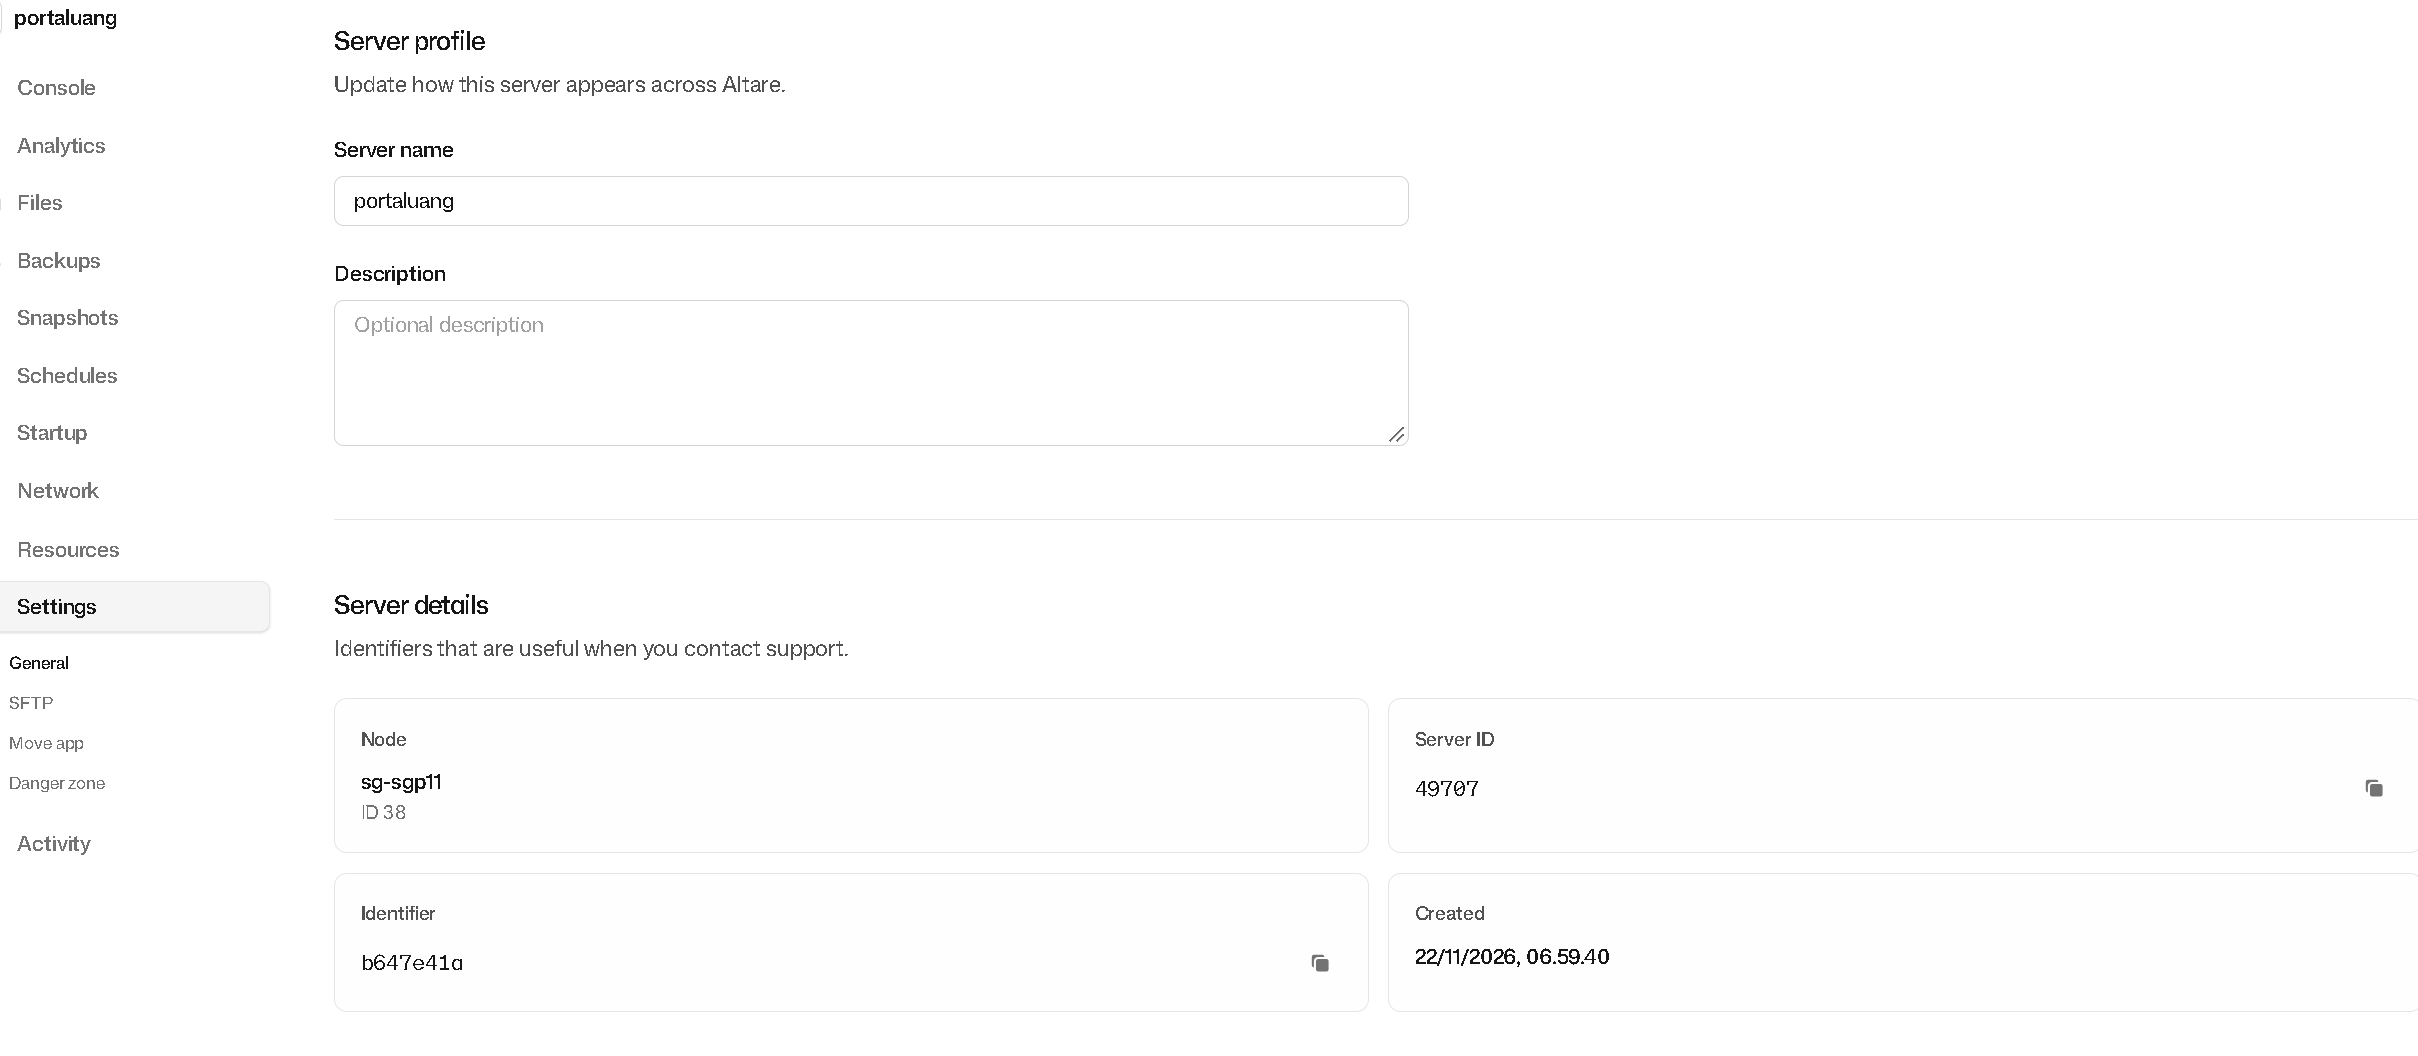 portaluang
Console
Analytics
Files
Backups
Snapshots
Schedules
Startup
Network
Resources
Settings
General
SFTP
Move app
Danger zone
Activity
Server profile
Update how this server appears across Altare.
Server name
portaluang
Description
Optional description
Server details
Identifiers that are useful when you contact support.
Node
sg-sgp11
ID 38
Server ID
49707
Identifier
b647e41a
Created
22/11/2026, 06.59.40